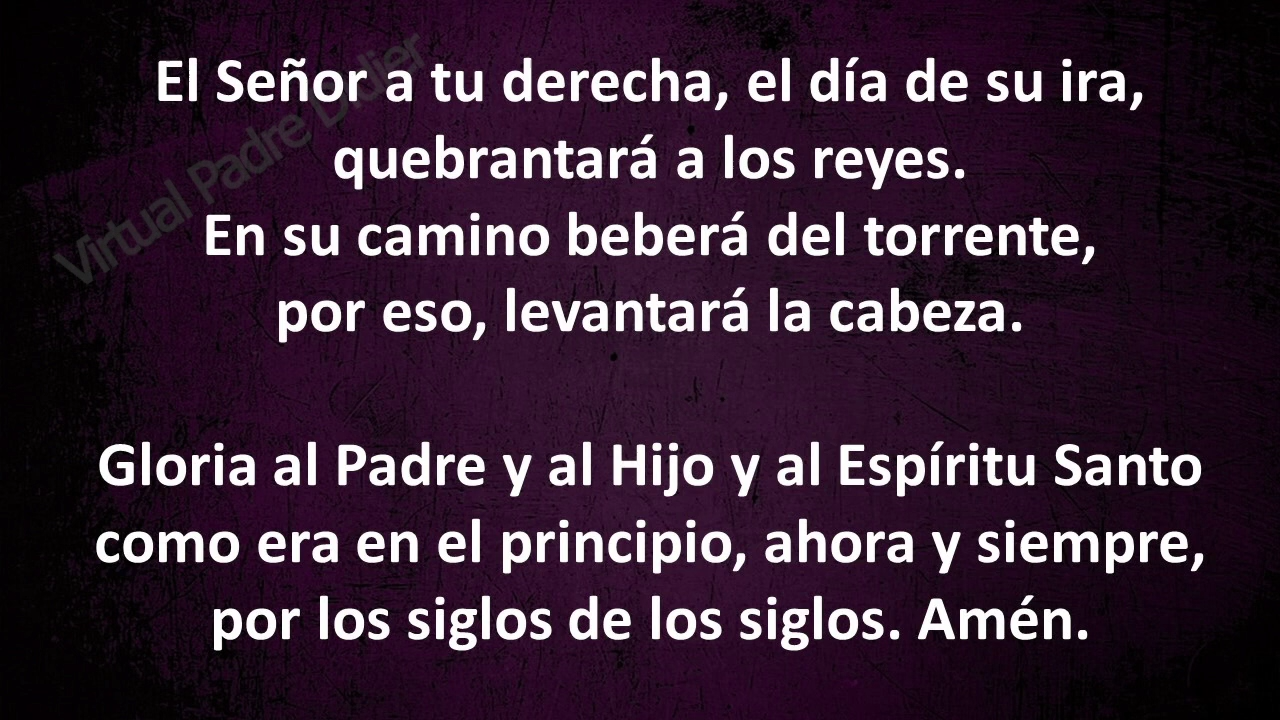 El Señor a tu derecha, el día de su ira,
quebrantará a los reyes.
En su camino beberá del torrente,
por eso, levantará la cabeza.
Gloria al Padre y al Hijo y al Espíritu Santo
como era en el principio, ahora y siempre,
por los siglos de los siglos. Amén.
Virtual Padre Didier